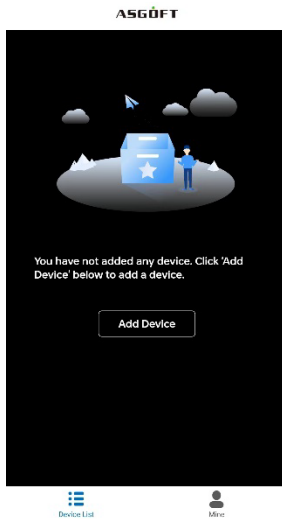 ASGOFT
You have not added any device. Click 'Add
Device' below to add a device.
Add Device
Device List
Mine